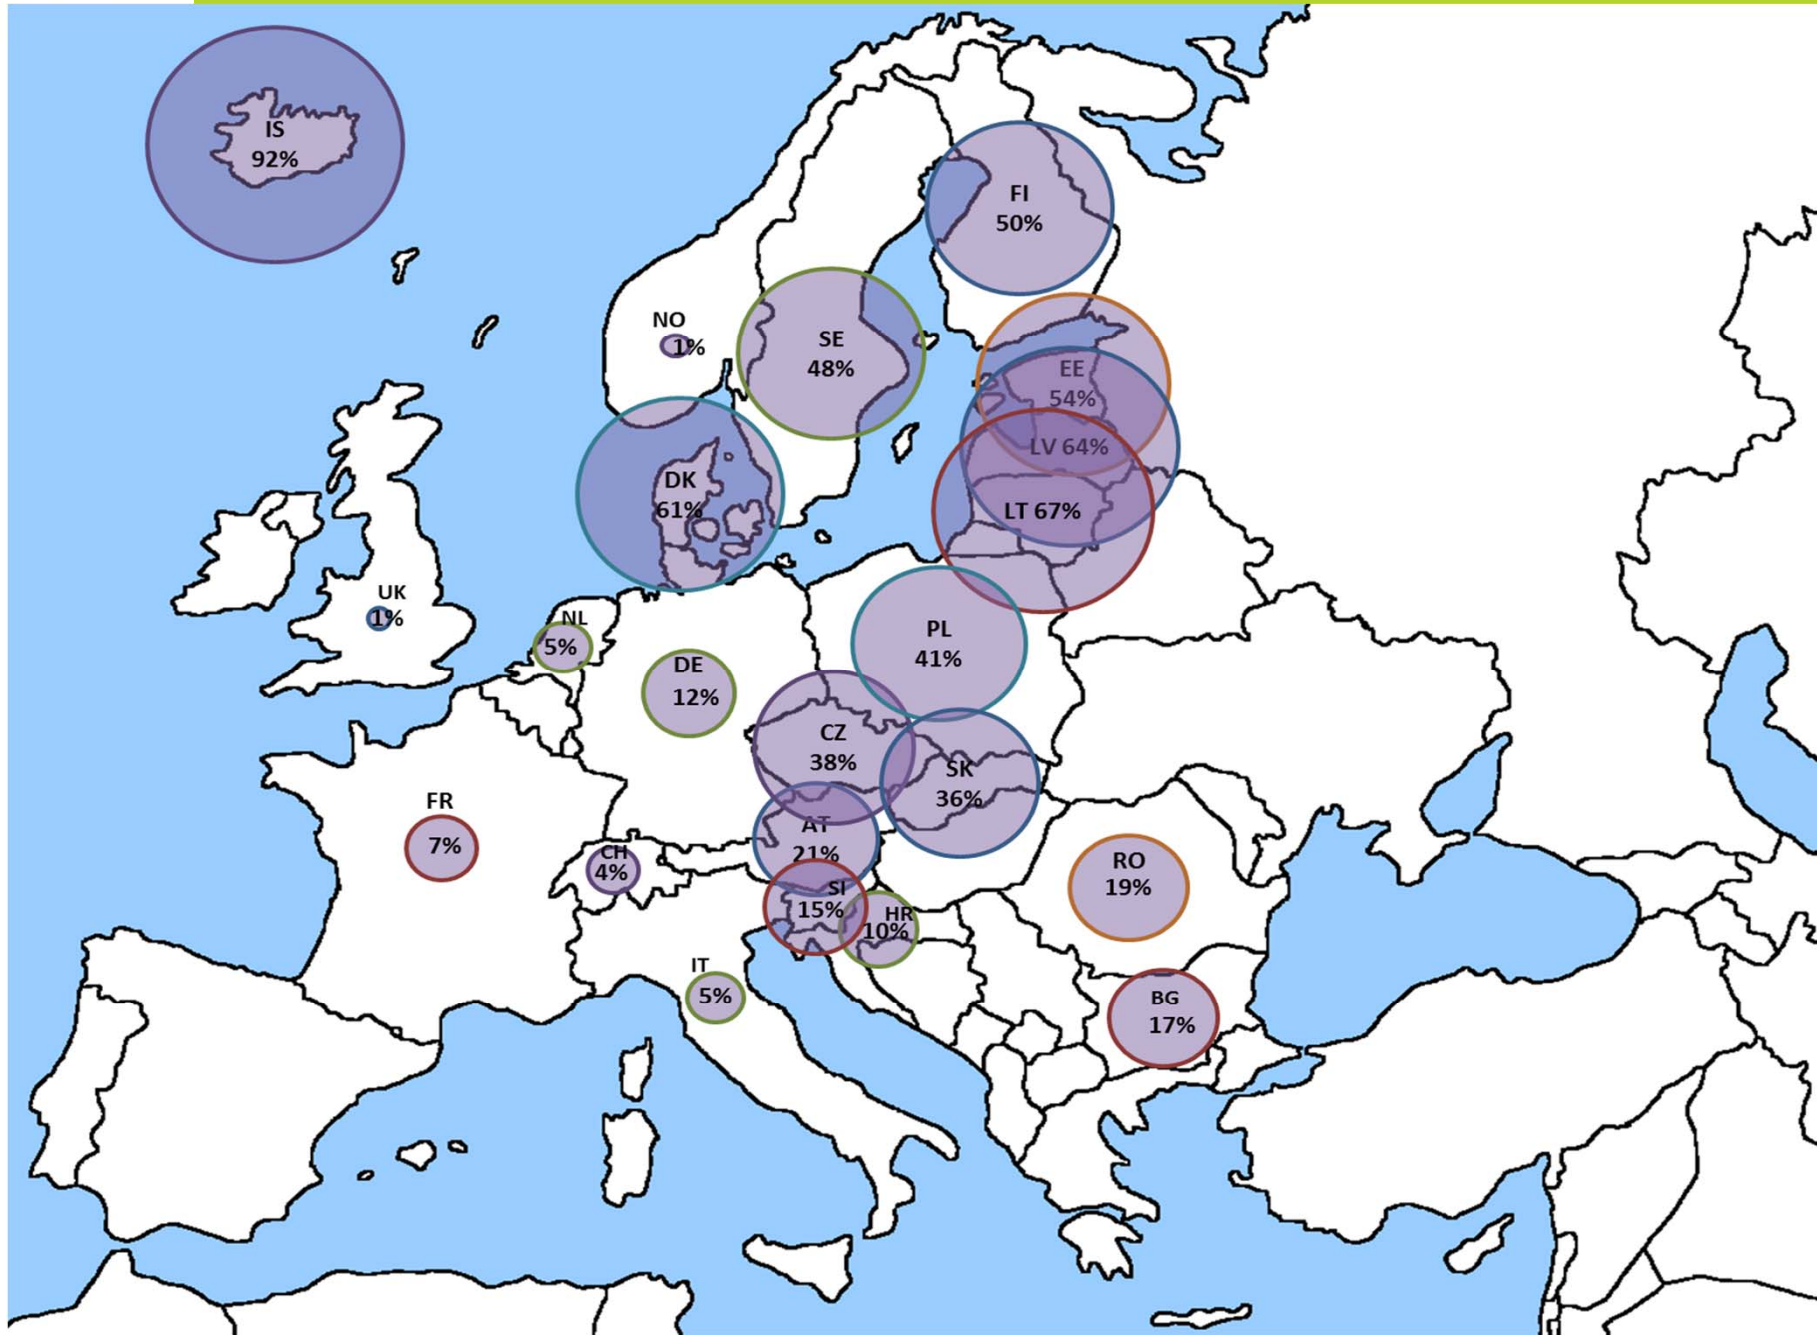 IS
92%
FI
50%
NO
1%
SE
48%
EE
54%
LV 64%
DK
61%
LT 67%
UK
1%
NL
5%
PL
41%
DE
12%
CZ
38%
SK
36%
FR
7%
AT
21%
CH
4%
RO
19%
SI
15%
HR
10%
IT
5%
BG
17%